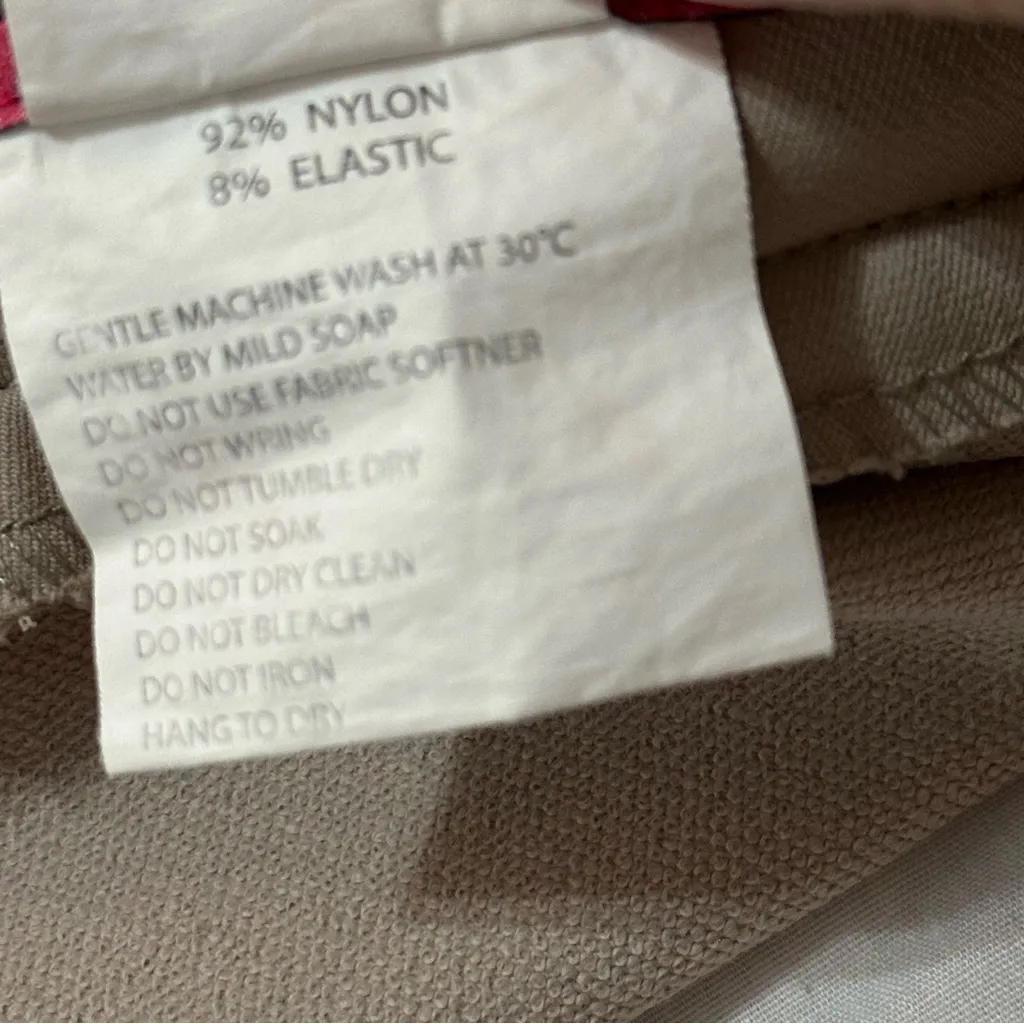 92% NYLON
8% ELASTIC
GENTLE MACHINE WASH AT 30°C
WATER BY MILD SOAP
DO NOT USE FABRIC SOFTNER
DO NOT WRING
DO NOT TUMBLE DRY
DO NOT SOAK
DO NOT DRY CLEAN
DO NOT BLEACH
DO NOT IRON
HANG TO DRY